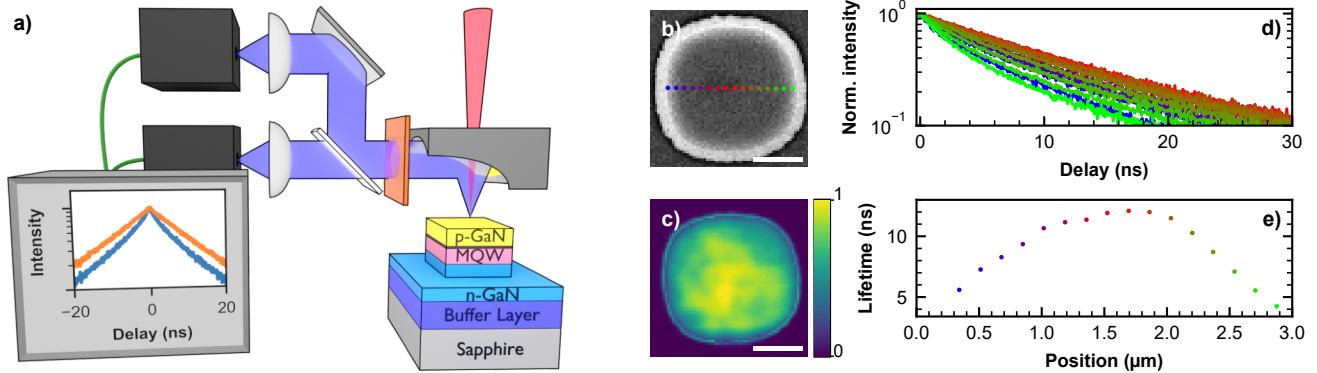 a)
Intensity
−20
0
20
Delay (ns)
p-GaN
MQW
n-GaN
Buffer Layer
Sapphire
b)
c)
1
0
d)
Norm. intensity
10⁰
10⁻¹
0
10
20
30
Delay (ns)
e)
Lifetime (ns)
10
5
0.0
0.5
1.0
1.5
2.0
2.5
3.0
Position (µm)